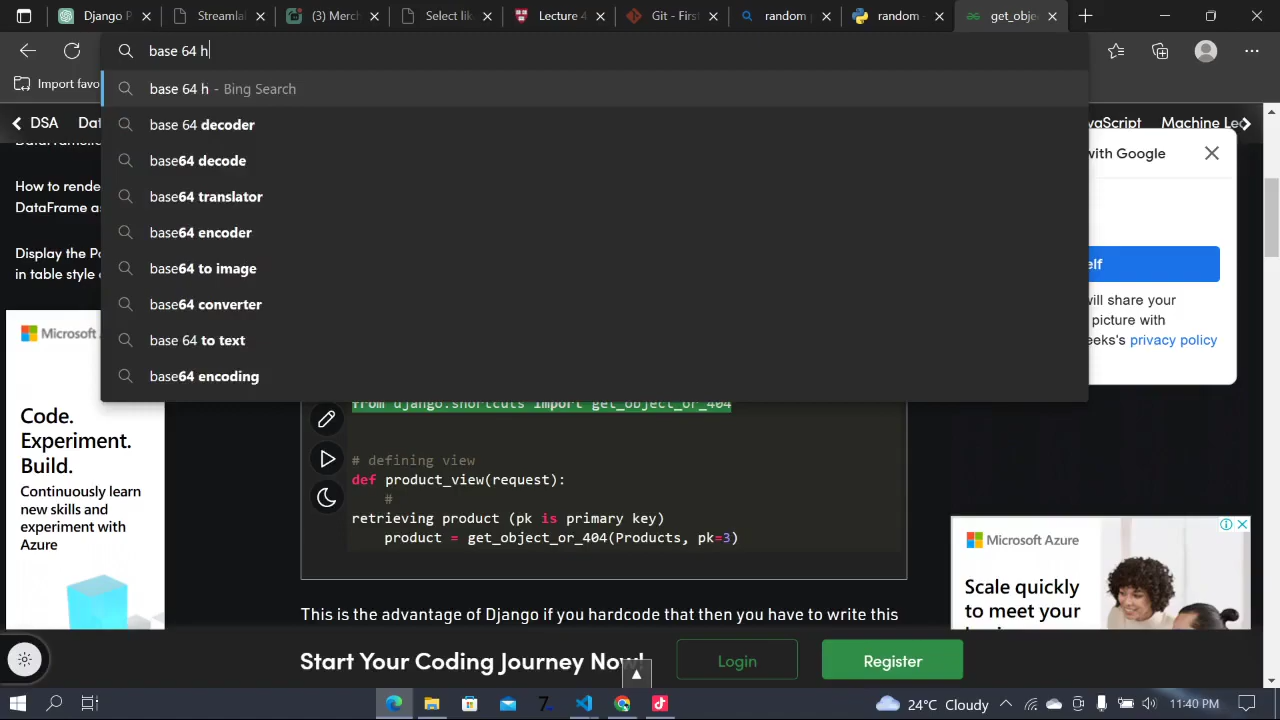 Django P
Streamlal
(3) Merch
Select lik
Lecture 4
Git - First
random p
random -
get_obje
base 64 h
Import favo
base 64 h - Bing Search
base 64 decoder
base64 decode
base64 translator
base64 encoder
base64 to image
base64 converter
base 64 to text
base64 encoding
DSA
Dat
vaScript
Machine Le
with Google
How to rende
DataFrame as
Display the Pa
in table style
elf
will share your
picture with
eeks's privacy policy
Microsoft
Code.
Experiment.
Build.
Continuously learn
new skills and
experiment with
Azure
from django.shortcuts import get_object_or_404
# defining view
def product_view(request):
#
retrieving product (pk is primary key)
product = get_object_or_404(Products, pk=3)
Microsoft Azure
Scale quickly
to meet your
This is the advantage of Django if you hardcode that then you have to write this
Start Your Coding Journey Now!
Login
Register
24°C Cloudy
11:40 PM